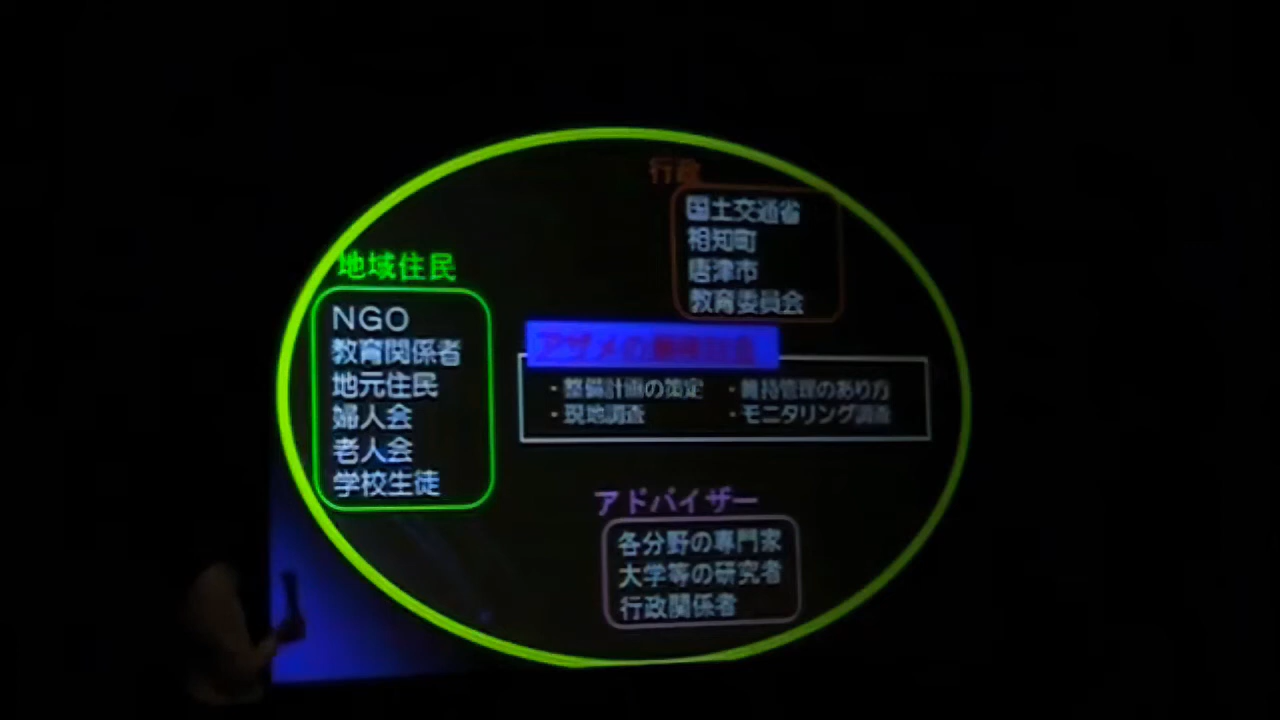 行政
国土交通省
相知町
唐津市
教育委員会
地域住民
NGO
教育関係者
地元住民
婦人会
老人会
学校生徒
アザメの
・整備計画の策定 ・維持管理のあり方
・現地調査 ・モニタリング調査
アドバイザー
各分野の専門家
大学等の研究者
行政関係者